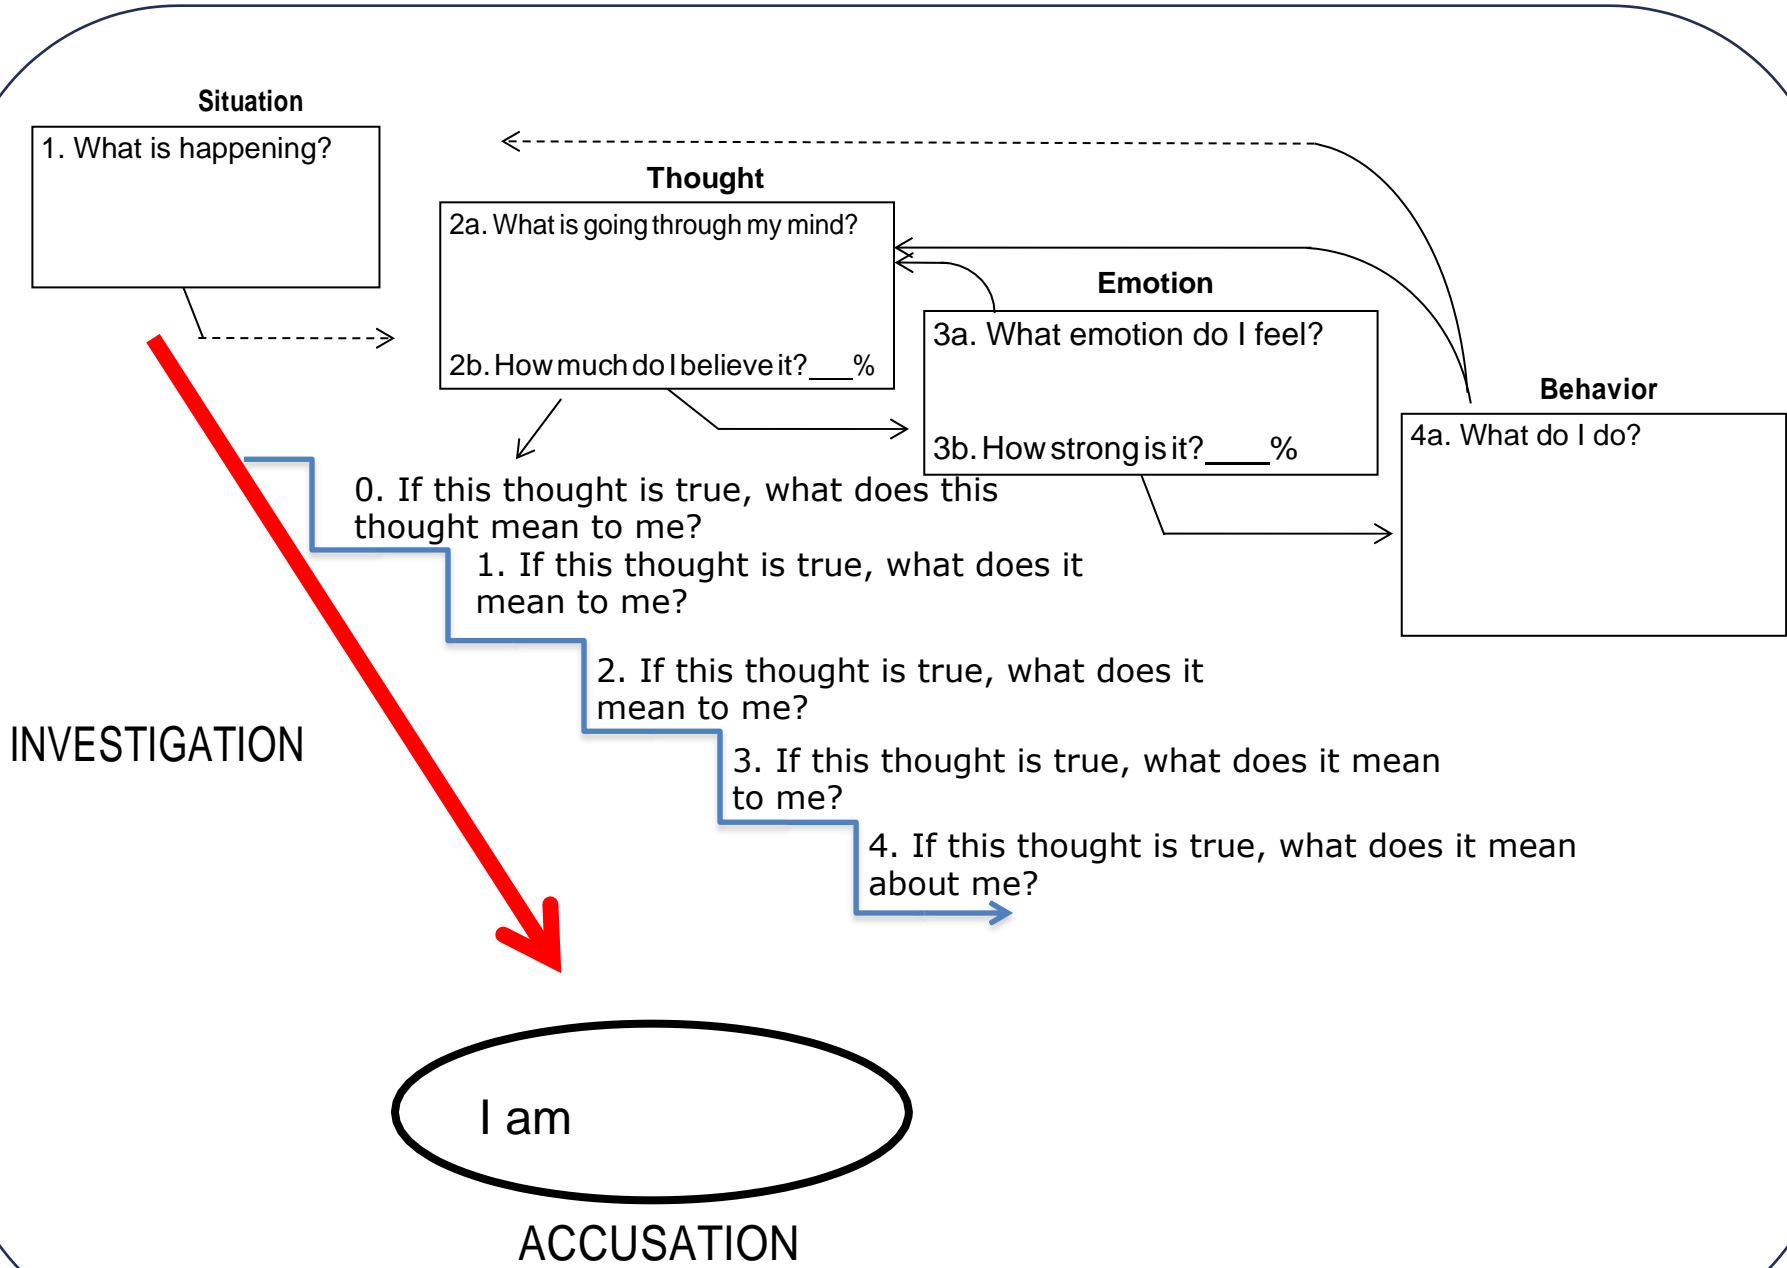 Situation
1. What is happening?
Thought
2a. What is going through my mind?
2b. How much do I believe it?___%
Emotion
3a. What emotion do I feel?
3b. How strong is it?____%
Behavior
4a. What do I do?
0. If this thought is true, what does this
thought mean to me?
1. If this thought is true, what does it
mean to me?
2. If this thought is true, what does it
mean to me?
3. If this thought is true, what does it mean
to me?
4. If this thought is true, what does it mean
about me?
INVESTIGATION
I am
ACCUSATION